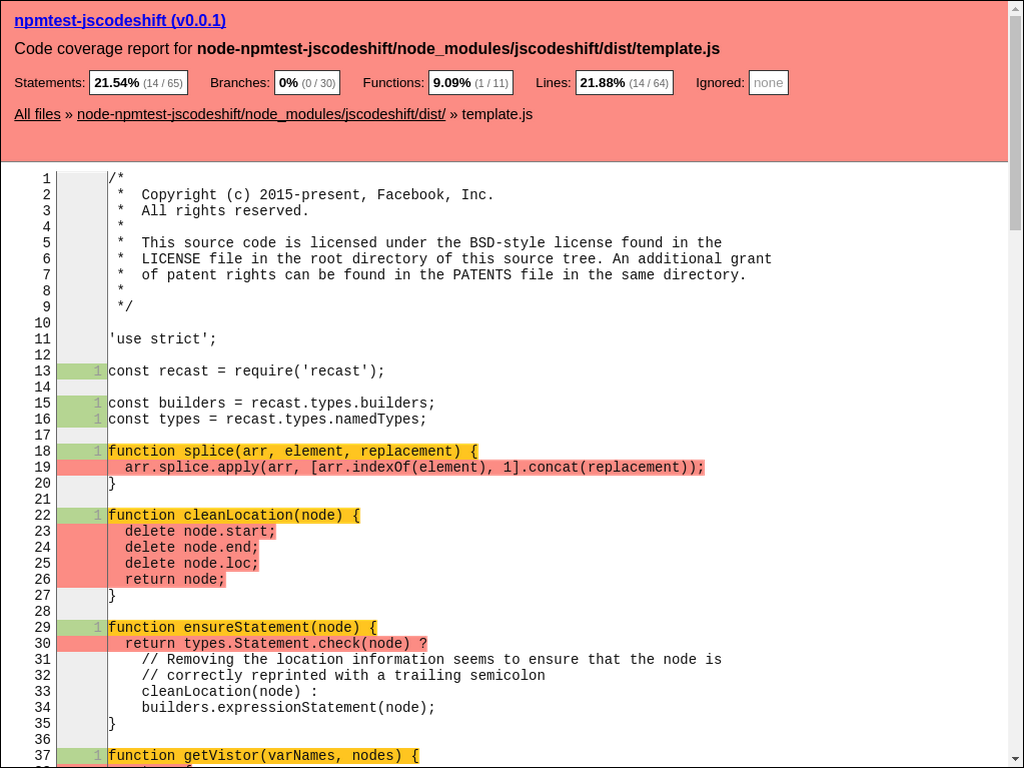 npmtest-jscodeshift (v0.0.1)
Code coverage report for node-npmtest-jscodeshift/node_modules/jscodeshift/dist/template.js
Statements: 21.54% (14 / 65) Branches: 0% (0 / 30) Functions: 9.09% (1 / 11) Lines: 21.88% (14 / 64) Ignored: none
All files » node-npmtest-jscodeshift/node_modules/jscodeshift/dist/ » template.js
1 /*
2  *  Copyright (c) 2015-present, Facebook, Inc.
3  *  All rights reserved.
4  *
5  *  This source code is licensed under the BSD-style license found in the
6  *  LICENSE file in the root directory of this source tree. An additional grant
7  *  of patent rights can be found in the PATENTS file in the same directory.
8  *
9  */
10
11 'use strict';
12
13 1 const recast = require('recast');
14
15 1 const builders = recast.types.builders;
16 1 const types = recast.types.namedTypes;
17
18 1 function splice(arr, element, replacement) {
19   arr.splice.apply(arr, [arr.indexOf(element), 1].concat(replacement));
20 }
21
22 1 function cleanLocation(node) {
23   delete node.start;
24   delete node.end;
25   delete node.loc;
26   return node;
27 }
28
29 1 function ensureStatement(node) {
30   return types.Statement.check(node) ?
31     // Removing the location information seems to ensure that the node is
32     // correctly reprinted with a trailing semicolon
33     cleanLocation(node) :
34     builders.expressionStatement(node);
35 }
36
37 1 function getVistor(varNames, nodes) {